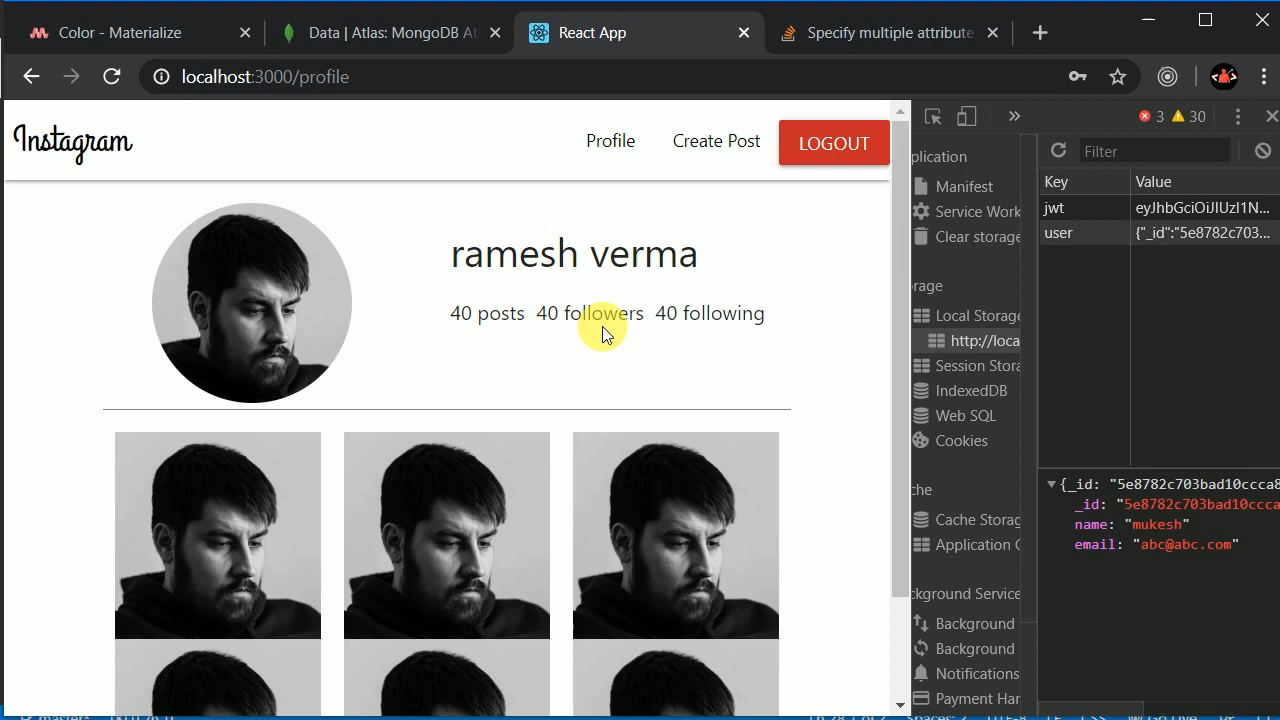 Color - Materialize
Data | Atlas: MongoDB At
React App
Specify multiple attribute
localhost:3000/profile
Instagram
Profile
Create Post
LOGOUT
ramesh verma
40 posts 40 followers 40 following
3
30
plication
Manifest
Service Work
Clear storage
orage
Local Storage
http://loca
Session Stora
IndexedDB
Web SQL
Cookies
che
Cache Storag
Application C
ckground Service
Background
Background
Notifications
Payment Har
Filter
Key Value
jwt eyJhbGciOiJIUzI1N...
user {"_id":"5e8782c703...
{_id: "5e8782c703bad10ccca8
_id: "5e8782c703bad10ccca
name: "mukesh"
email: "abc@abc.com"